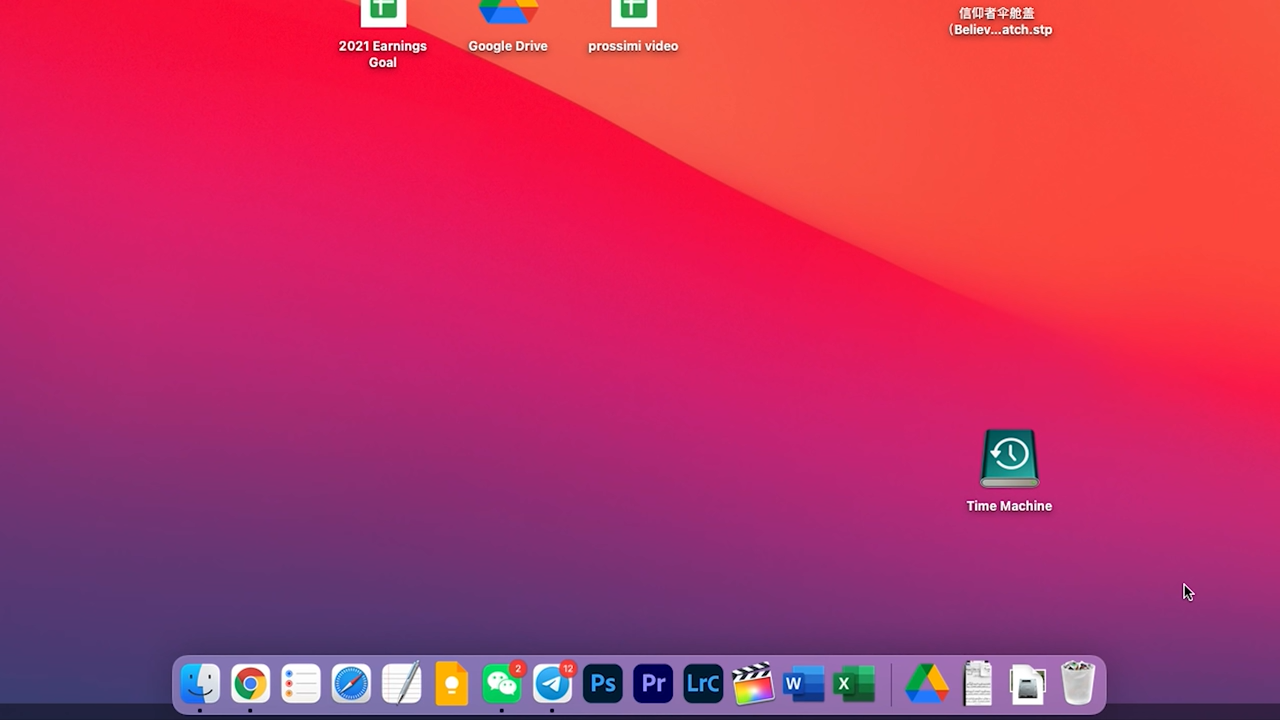 2021 Earnings
Goal
Google Drive
prossimi video
信仰者伞舱盖
(Believ...atch.stp
Time Machine
2
12
Ps
Pr
LrC
W
X